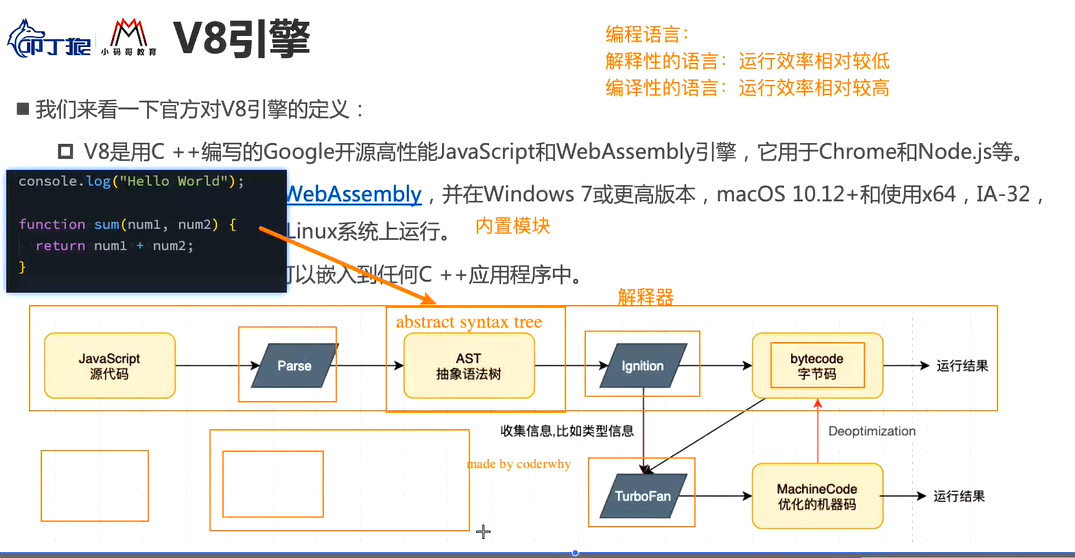 叩丁狼
小码哥教育
V8引擎
编程语言：
解释性的语言：运行效率相对较低
编译性的语言：运行效率相对较高
我们来看一下官方对V8引擎的定义：
V8是用C ++编写的Google开源高性能JavaScript和WebAssembly引擎，它用于Chrome和Node.js等。
console.log("Hello World");
WebAssembly，并在Windows 7或更高版本，macOS 10.12+和使用x64，IA-32，
function sum(num1, num2) {
Linux系统上运行。
内置模块
return num1 + num2;
}
可以嵌入到任何C ++应用程序中。
解释器
abstract syntax tree
JavaScript
源代码
Parse
AST
抽象语法树
Ignition
bytecode
字节码
运行结果
收集信息,比如类型信息
Deoptimization
made by coderwhy
TurboFan
MachineCode
优化的机器码
运行结果